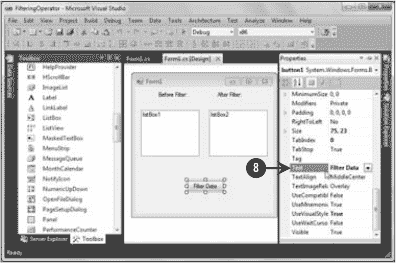 FilteringOperator - Microsoft Visual Studio
File Edit View Project Build Debug Team Data Tools Architecture Test Analyze Window Help
Debug x86
Toolbox
HelpProvider
HScrollBar
ImageList
Label
LinkLabel
ListBox
ListView
MaskedTextBox
MenuStrip
MessageQueue
MonthCalendar
NotifyIcon
NumericUpDown
OpenFileDialog
PageSetupDialog
Panel
PerformanceCounter
Server Explorer Toolbox
Data Sources
Form1.cs Form1.cs [Design]
Form1
Before Filter: After Filter:
listBox1 listBox2
Filter Data
Properties
button1 System.Windows.Forms.B
MinimumSize 0, 0
Modifiers Private
Padding 0, 0, 0, 0
RightToLeft No
Size 75, 23
TabIndex 0
TabStop True
Tag
8
Text Filter Data
TextAlign MiddleCenter
TextImageRela Overlay
UseCompatibl False
UseMnemonic True
UseVisualStyle True
UseWaitCurso False
Visible True
Ready